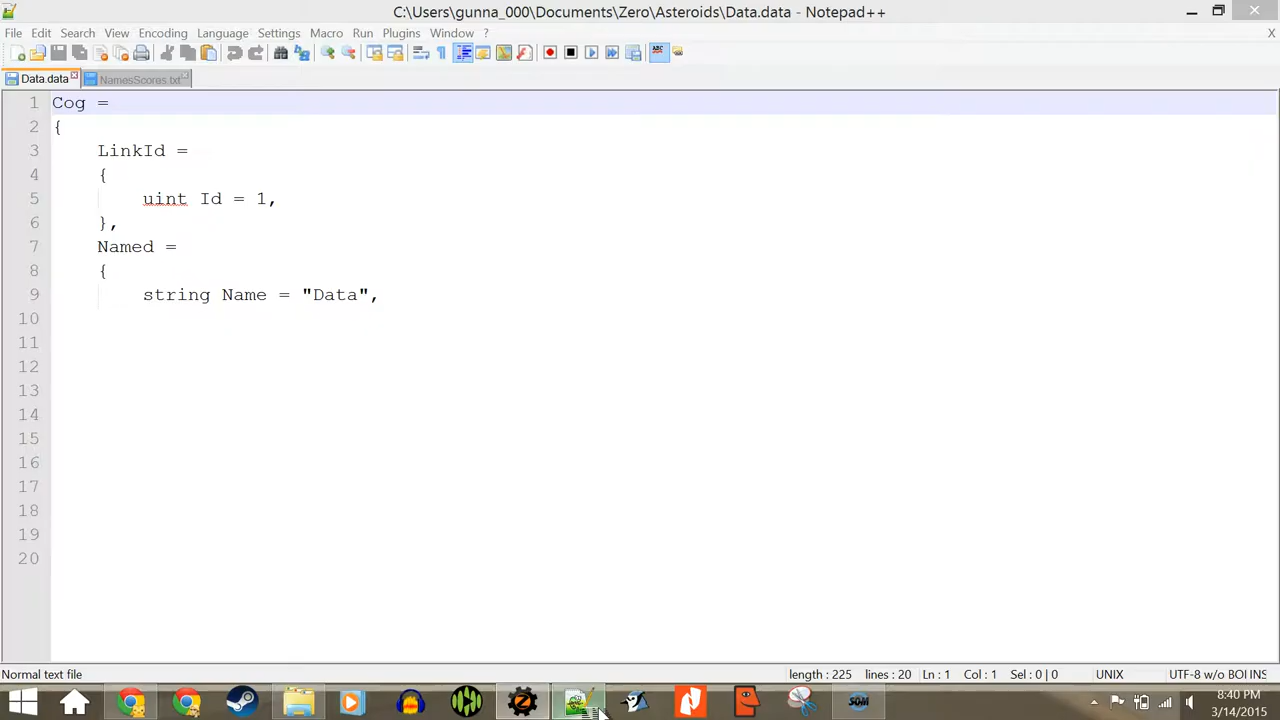 C:\Users\gunna_000\Documents\Zero\Asteroids\Data.data - Notepad++
File Edit Search View Encoding Language Settings Macro Run Plugins Window ? X
Data.data NamesScores.txt
1 Cog =
2 {
3 LinkId =
4 {
5 uint Id = 1,
6 },
7 Named =
8 {
9 string Name = "Data",
10
11
12
13
14
15
16
17
18
19
20
Normal text file length : 225 lines : 20 Ln : 1 Col : 1 Sel : 0 | 0 UNIX UTF-8 w/o BOM INS
8:40 PM
3/14/2015